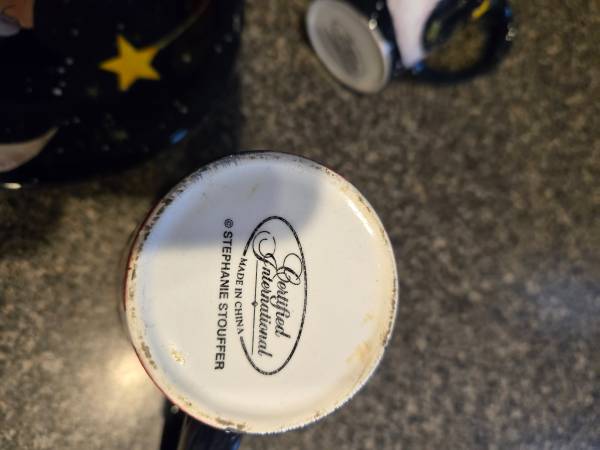 Certified
International
MADE IN CHINA
© STEPHANIE STOUFFER